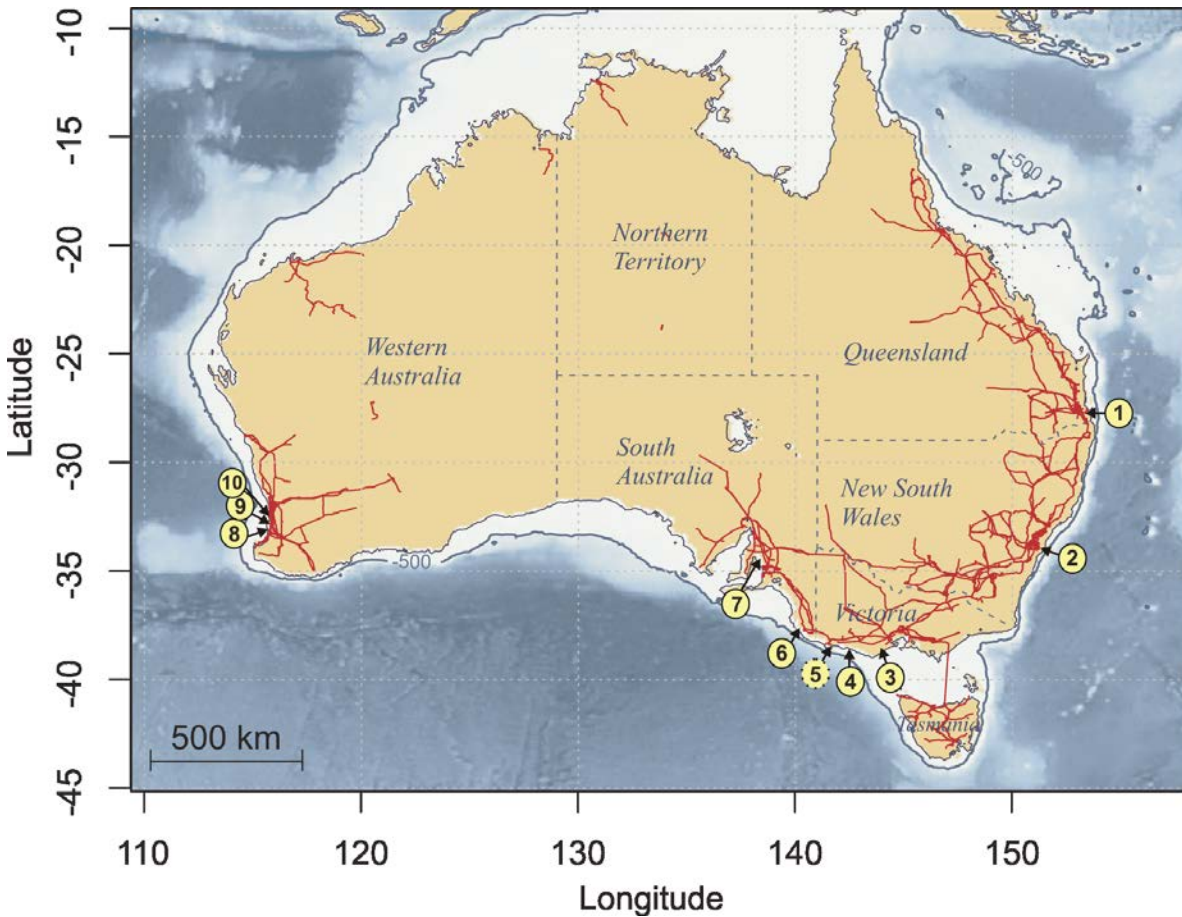 -10
-15
-20
-25
-30
-35
-40
-45
Latitude
-500
Northern
Territory
Western
Australia
Queensland
South
Australia
New South
Wales
Victoria
Tasmania
-500
1
2
3
4
5
6
7
8
9
10
500 km
110
120
130
140
150
Longitude